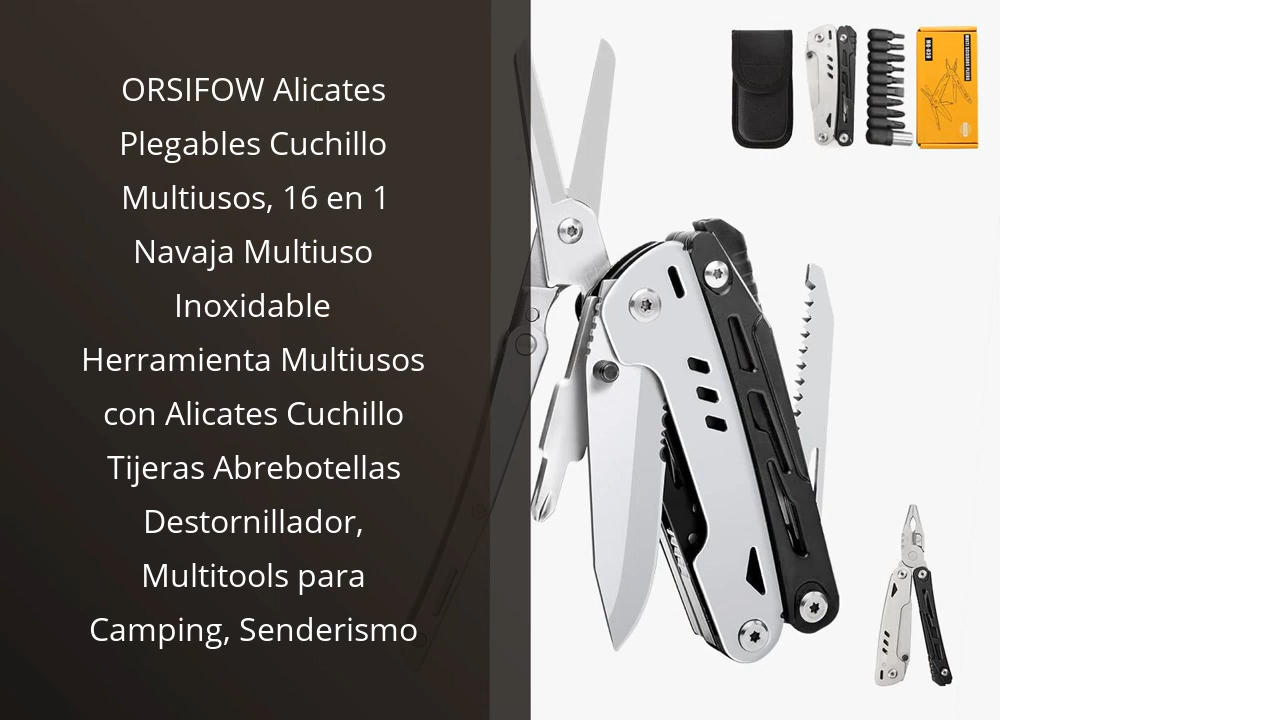 ORSIFOW Alicates
Plegables Cuchillo
Multiusos, 16 en 1
Navaja Multiuso
Inoxidable
Herramienta Multiusos
con Alicates Cuchillo
Tijeras Abrebotellas
Destornillador,
Multitools para
Camping, Senderismo